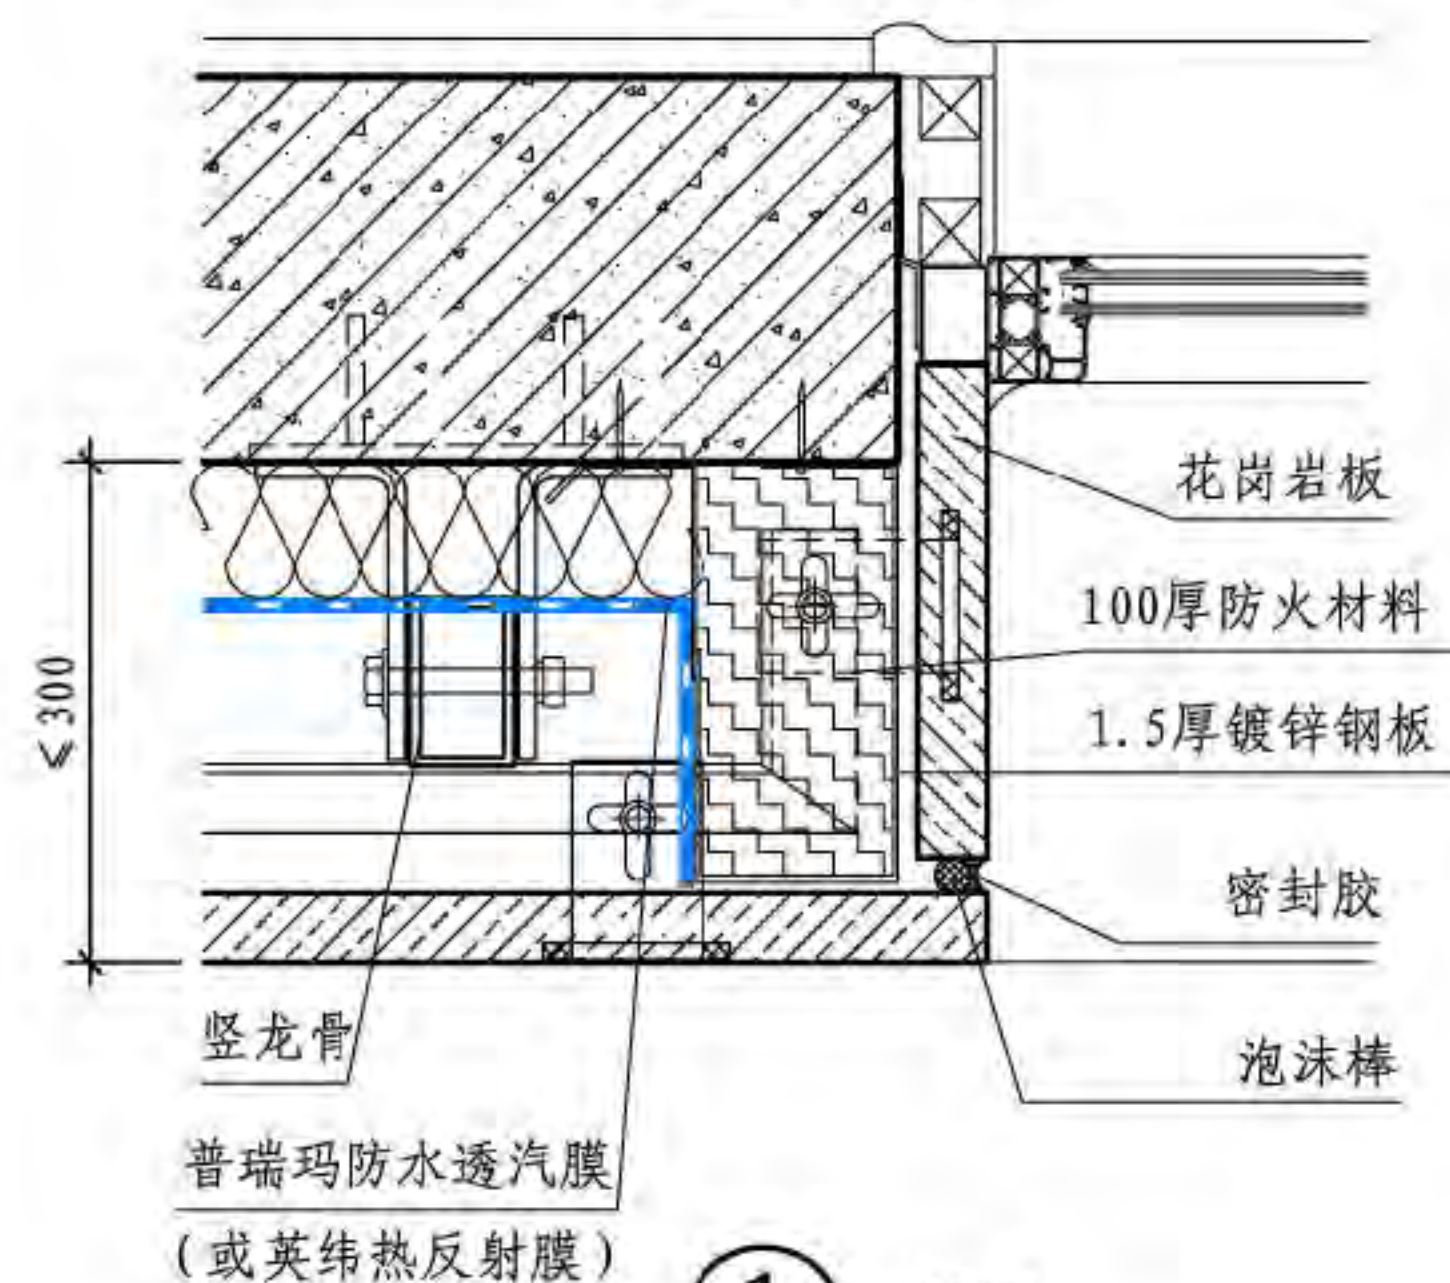 花岗岩板
100厚防火材料
1.5厚镀锌钢板
≤300
密封胶
竖龙骨
泡沫棒
普瑞玛防水透汽膜
(或英纬热反射膜)
1